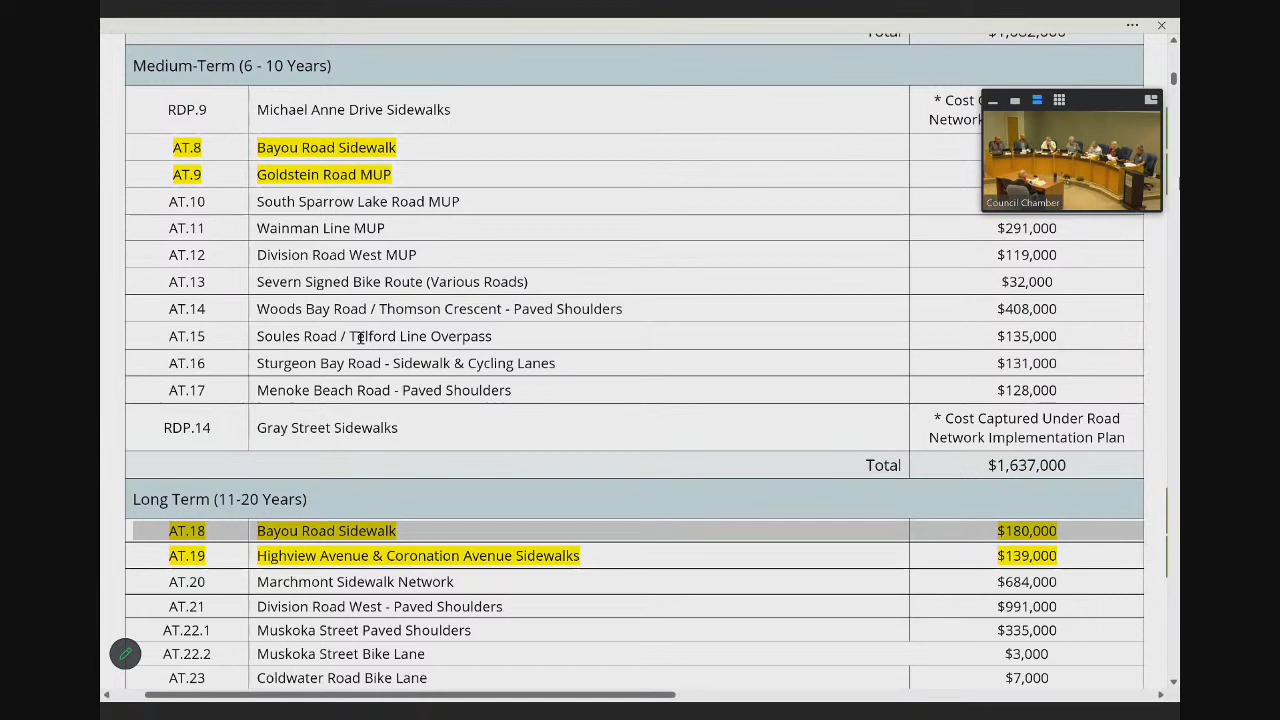 Total $1,632,000
Medium-Term (6 - 10 Years)
RDP.9 Michael Anne Drive Sidewalks * Cost
Network
AT.8 Bayou Road Sidewalk
AT.9 Goldstein Road MUP
AT.10 South Sparrow Lake Road MUP
Council Chamber
AT.11 Wainman Line MUP $291,000
AT.12 Division Road West MUP $119,000
AT.13 Severn Signed Bike Route (Various Roads) $32,000
AT.14 Woods Bay Road / Thomson Crescent - Paved Shoulders $408,000
AT.15 Soules Road / Telford Line Overpass $135,000
AT.16 Sturgeon Bay Road - Sidewalk & Cycling Lanes $131,000
AT.17 Menoke Beach Road - Paved Shoulders $128,000
RDP.14 Gray Street Sidewalks * Cost Captured Under Road
Network Implementation Plan
Total $1,637,000
Long Term (11-20 Years)
AT.18 Bayou Road Sidewalk $180,000
AT.19 Highview Avenue & Coronation Avenue Sidewalks $139,000
AT.20 Marchmont Sidewalk Network $684,000
AT.21 Division Road West - Paved Shoulders $991,000
AT.22.1 Muskoka Street Paved Shoulders $335,000
AT.22.2 Muskoka Street Bike Lane $3,000
AT.23 Coldwater Road Bike Lane $7,000